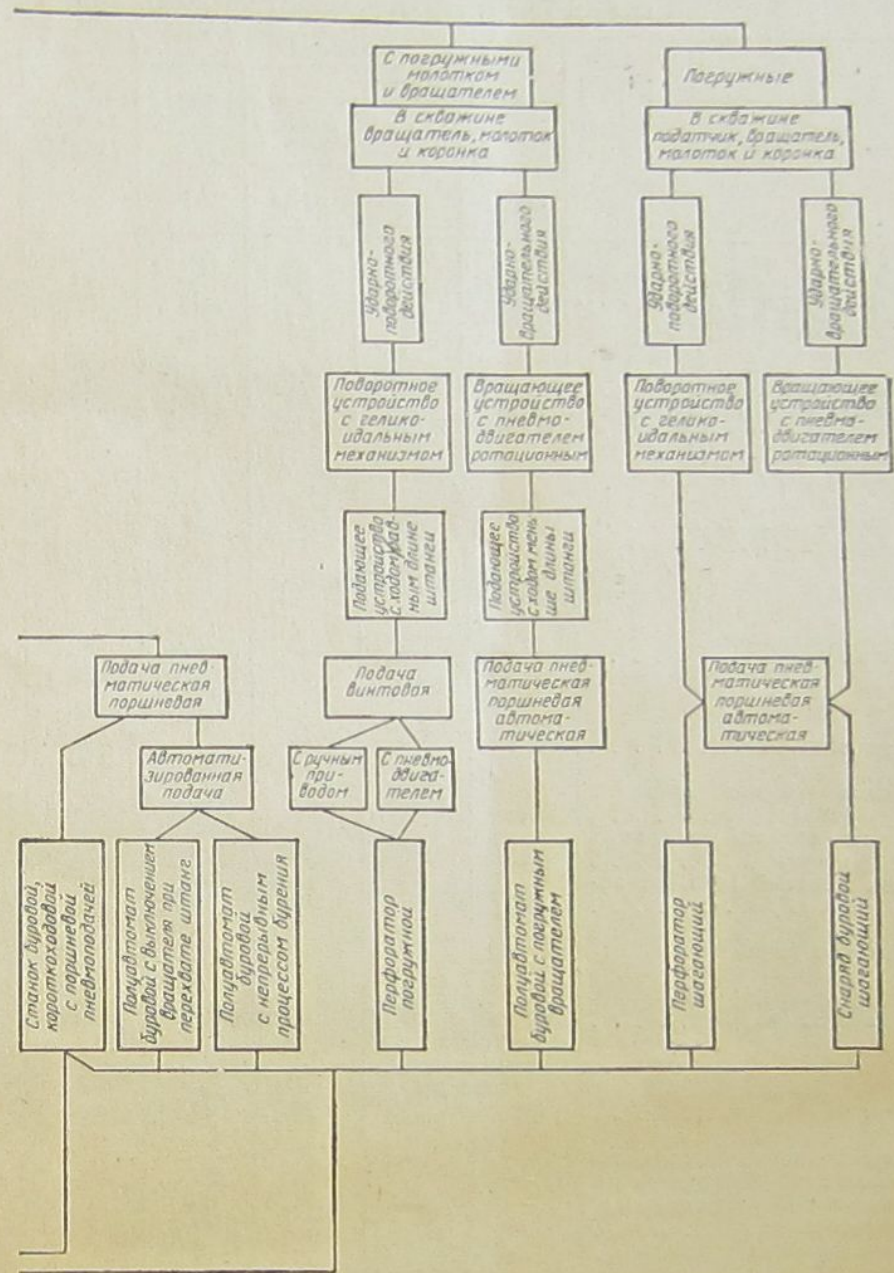 С погружными
молотком
и вращателем
Погружные
В скважине
вращатель, молоток
и коронка
В скважине
податчик, вращатель,
молоток и коронка
Ударно-
поворотного
действия
Ударно-
вращательного
действия
Ударно-
поворотного
действия
Ударно-
вращательного
действия
Поворотное
устройство
с гелико-
идальным
механизмом
Вращающее
устройство
с пневмо-
двигателем
ротационным
Поворотное
устройство
с гелико-
идальным
механизмом
Вращающее
устройство
с пневмо-
двигателем
ротационным
Подающее
устройство
с ходом рав-
ным длине
штанги
Подающее
устройство
с ходом мень
ше длины
штанги
Подача пнев-
матическая
поршневая
Подача
винтовая
Подача пнев-
матическая
поршневая
автома-
тическая
Подача пнев-
матическая
поршневая
автома-
тическая
Автомати-
зированная
подача
С ручным
при-
водом
С пневмо-
двига-
телем
Станок буровой,
короткоходовой
с поршневой
пневмоподачей
Полуавтомат
буровой с выключением
вращателя при
перехвате штанг
Полуавтомат
буровой
с непрерывным
процессом бурения
Перфоратор
погружной
Полуавтомат
буровой с погружным
вращателем
Перфоратор
шагающий
Снаряд буровой
шагающий